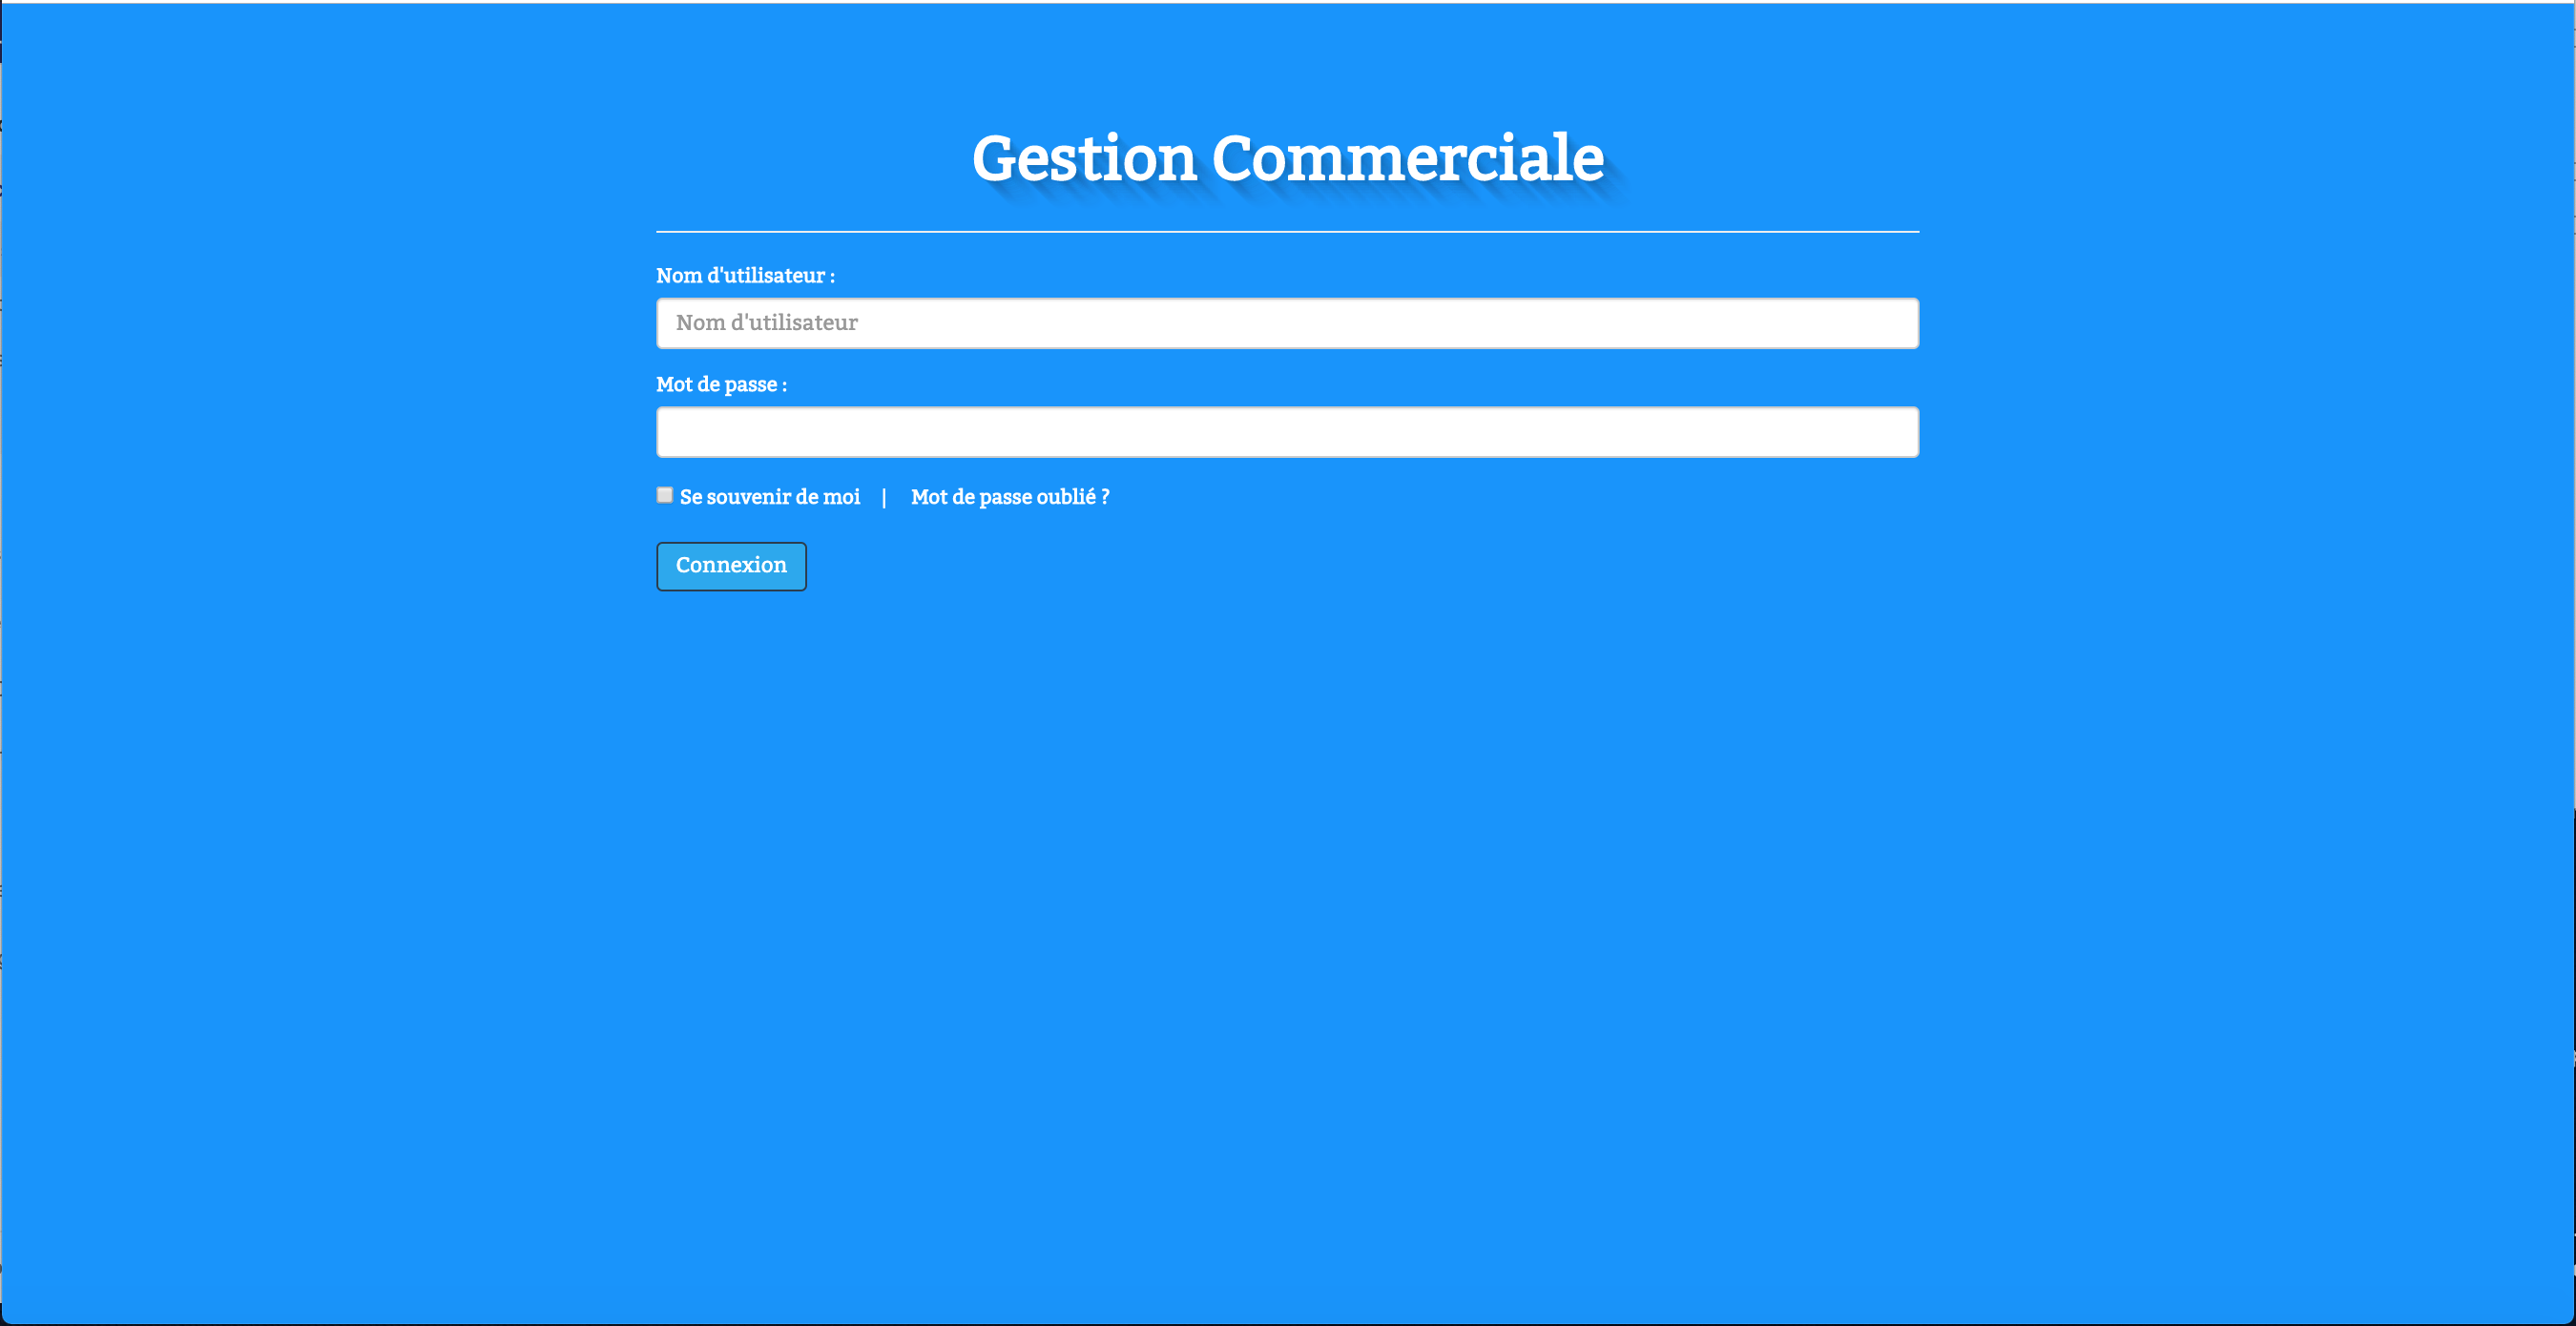 Gestion Commerciale
Nom d'utilisateur :
Nom d'utilisateur
Mot de passe :
Se souvenir de moi | Mot de passe oublié ?
Connexion